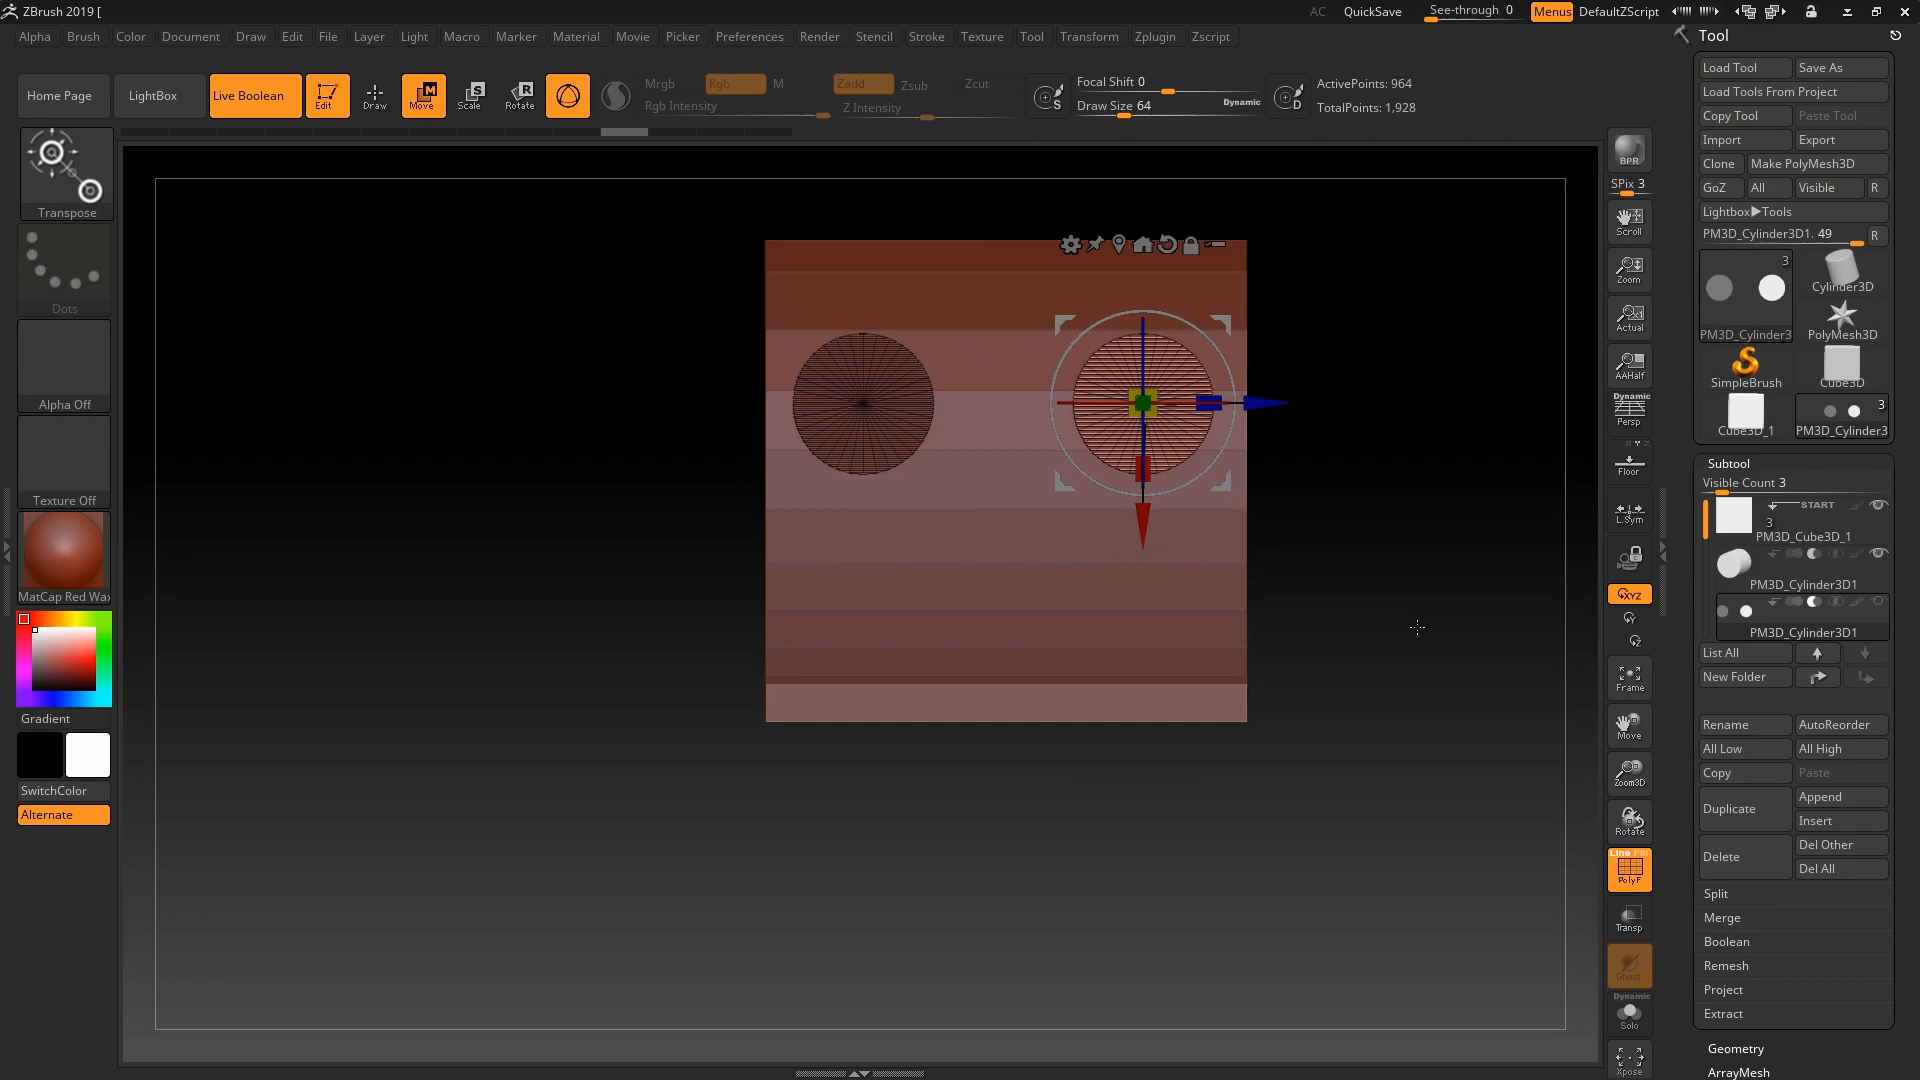 ZBrush 2019 [
AC QuickSave See-through 0 Menus DefaultZScript
Alpha Brush Color Document Draw Edit File Layer Light Macro Marker Material Movie Picker Preferences Render Stencil Stroke Texture Tool Transform Zplugin Zscript
Home Page LightBox Live Boolean Edit Draw Move Scale Rotate
Mrgb Rgb M Zadd Zsub Zcut
Rgb Intensity Z Intensity
Focal Shift 0
Draw Size 64 Dynamic
ActivePoints: 964
TotalPoints: 1,928
Transpose
Dots
Alpha Off
Texture Off
MatCap Red Wa
Gradient
SwitchColor
Alternate
BPR
SPix 3
Scroll
Zoom
Actual
AAHalf
Dynamic
Persp
Floor
L.Sym
XYZ
Y
Z
Frame
Move
Zoom3D
Rotate
Line Fill
PolyF
Transp
Ghost
Dynamic
Solo
Xpose
Tool
Load Tool Save As
Load Tools From Project
Copy Tool Paste Tool
Import Export
Clone Make PolyMesh3D
GoZ All Visible R
Lightbox▶Tools
PM3D_Cylinder3D1. 49 R
3
Cylinder3D
PM3D_Cylinder3 PolyMesh3D
SimpleBrush Cube3D
3
Cube3D_1 PM3D_Cylinder3
Subtool
Visible Count 3
START
3
PM3D_Cube3D_1
PM3D_Cylinder3D1
PM3D_Cylinder3D1
List All
New Folder
Rename AutoReorder
All Low All High
Copy Paste
Duplicate Append
Insert
Delete Del Other
Del All
Split
Merge
Boolean
Remesh
Project
Extract
Geometry
ArrayMesh